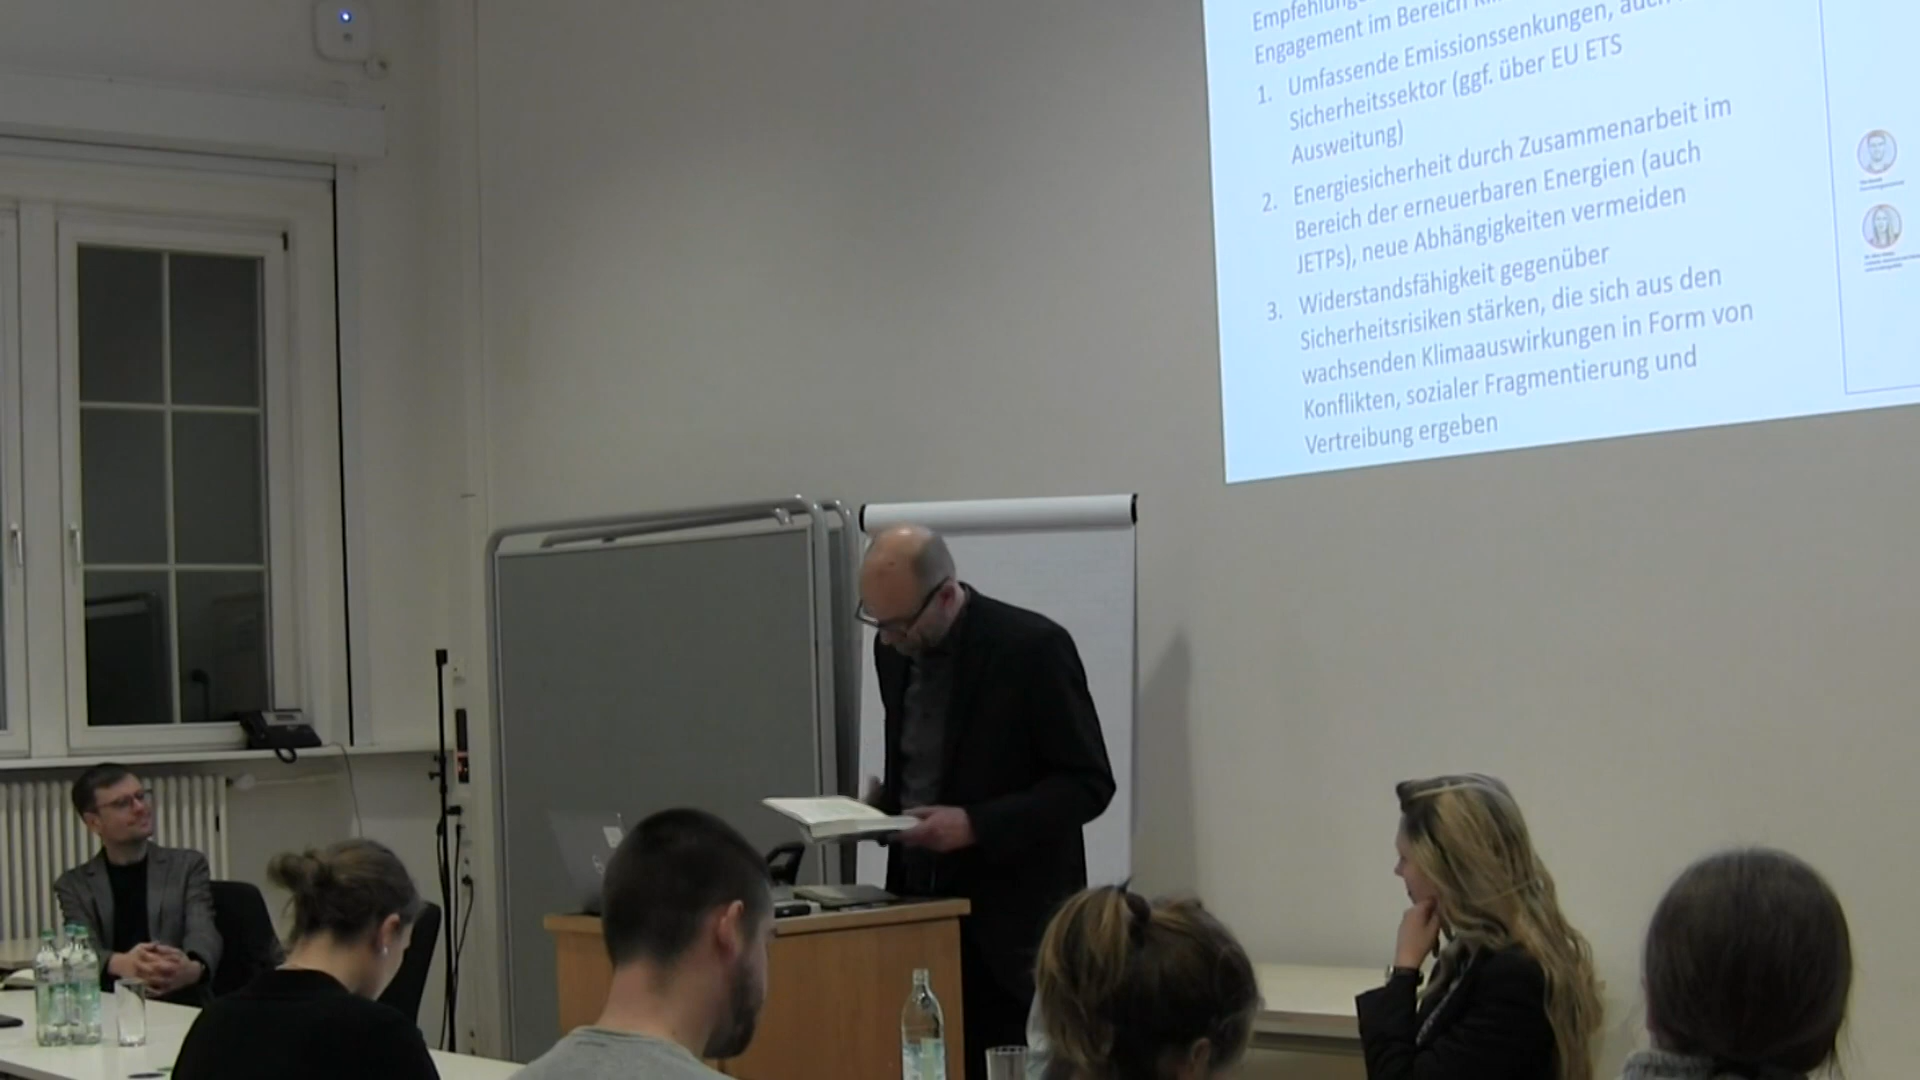 Engagement im Bereich
1. Umfassende Emissionssenkungen, auch
Sicherheitssektor (ggf. über EU ETS
Ausweitung)
2. Energiesicherheit durch Zusammenarbeit im
Bereich der erneuerbaren Energien (auch
JETPs), neue Abhängigkeiten vermeiden
3. Widerstandsfähigkeit gegenüber
Sicherheitsrisiken stärken, die sich aus den
wachsenden Klimaauswirkungen in Form von
Konflikten, sozialer Fragmentierung und
Vertreibung ergeben